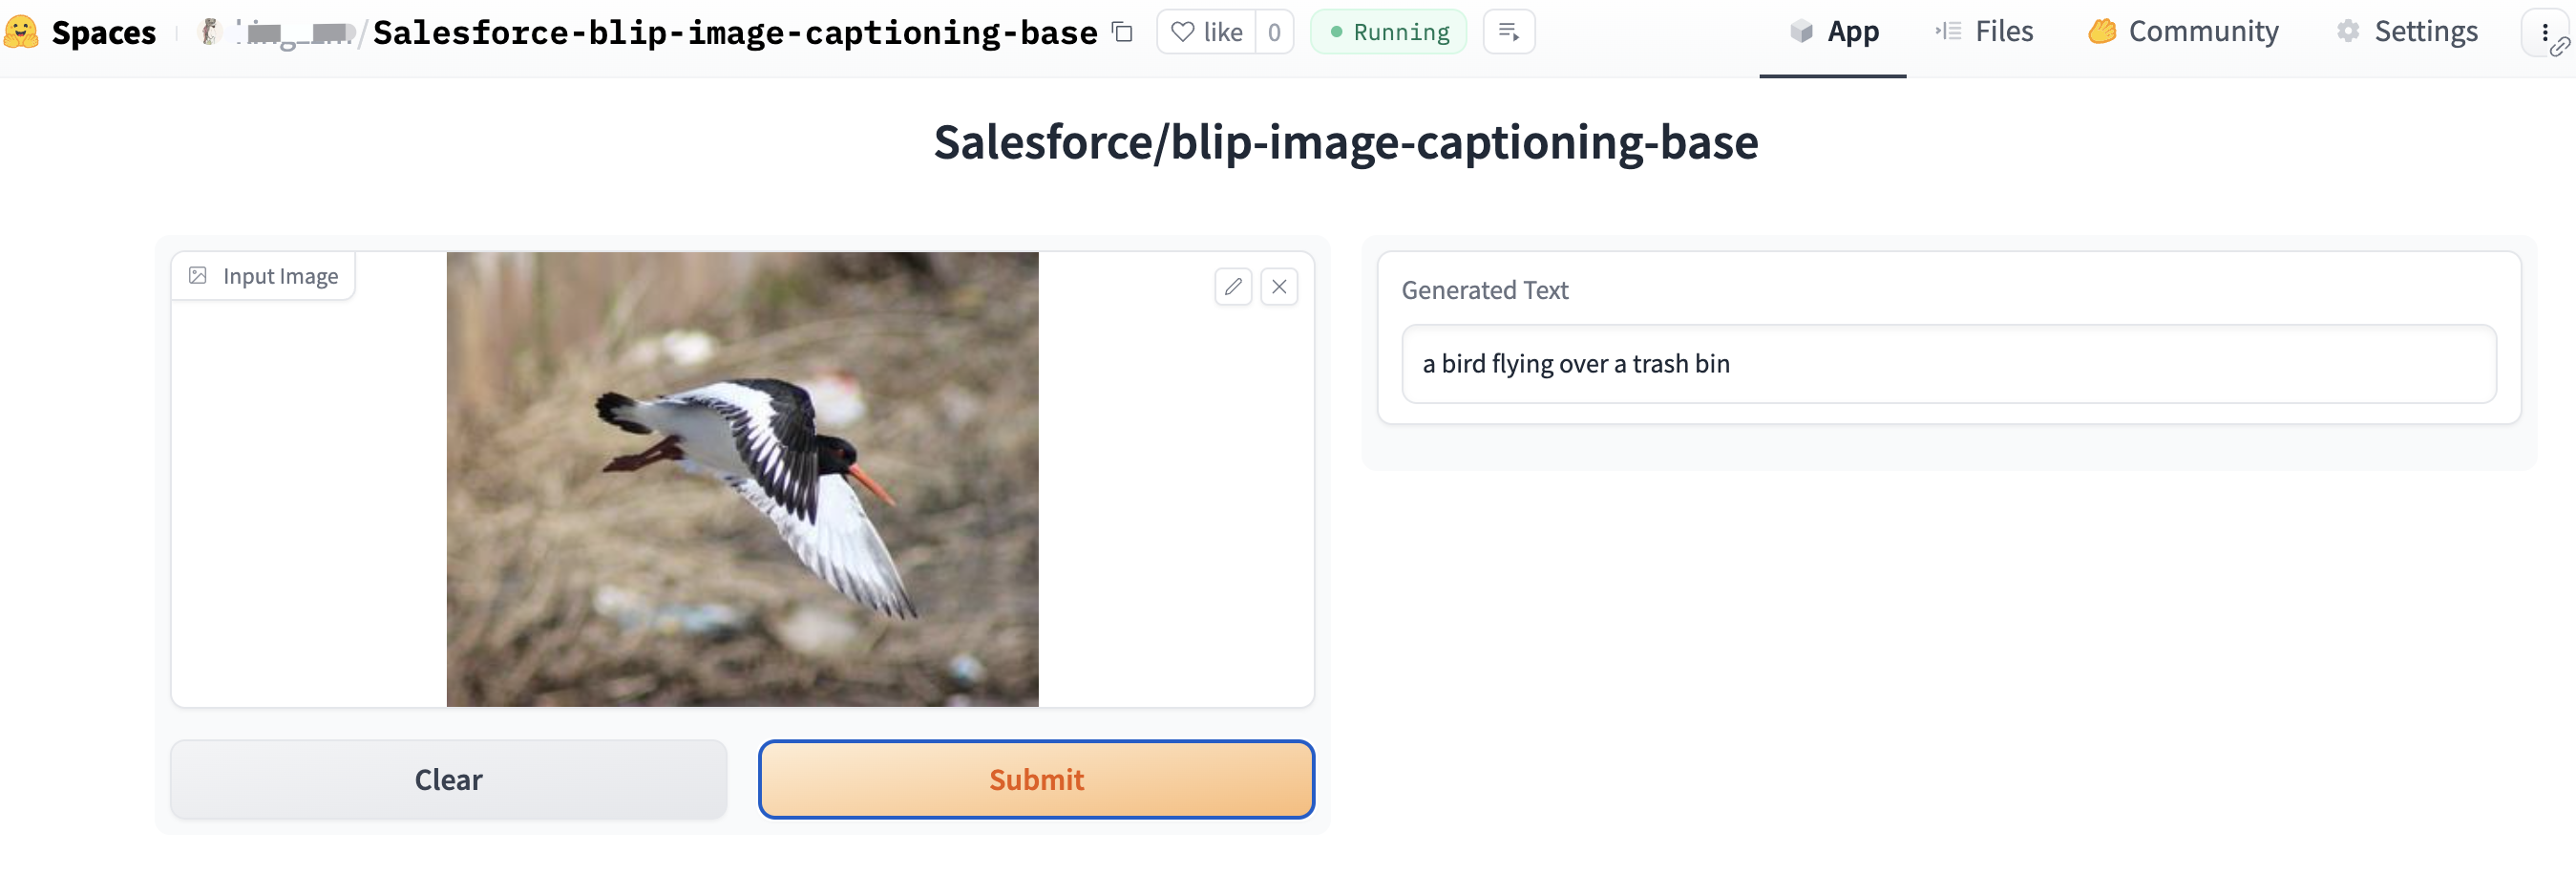 Spaces
/Salesforce-blip-image-captioning-base
like 0
Running
App
Files
Community
Settings
Salesforce/blip-image-captioning-base
Input Image
Generated Text
a bird flying over a trash bin
Clear
Submit